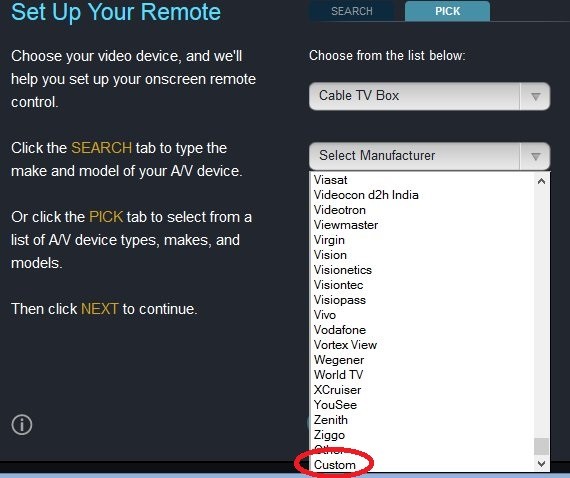 Set Up Your Remote
SEARCH
PICK
Choose your video device, and we'll
help you set up your onscreen remote
control.
Click the SEARCH tab to type the
make and model of your A/V device.
Or click the PICK tab to select from a
list of A/V device types, makes, and
models.
Then click NEXT to continue.
Choose from the list below:
Cable TV Box
Select Manufacturer
Viasat
Videocon d2h India
Videotron
Viewmaster
Virgin
Vision
Visionetics
Visiontec
Visiopass
Vivo
Vodafone
Vortex View
Wegener
World TV
XCruiser
YouSee
Zenith
Ziggo
Other
Custom